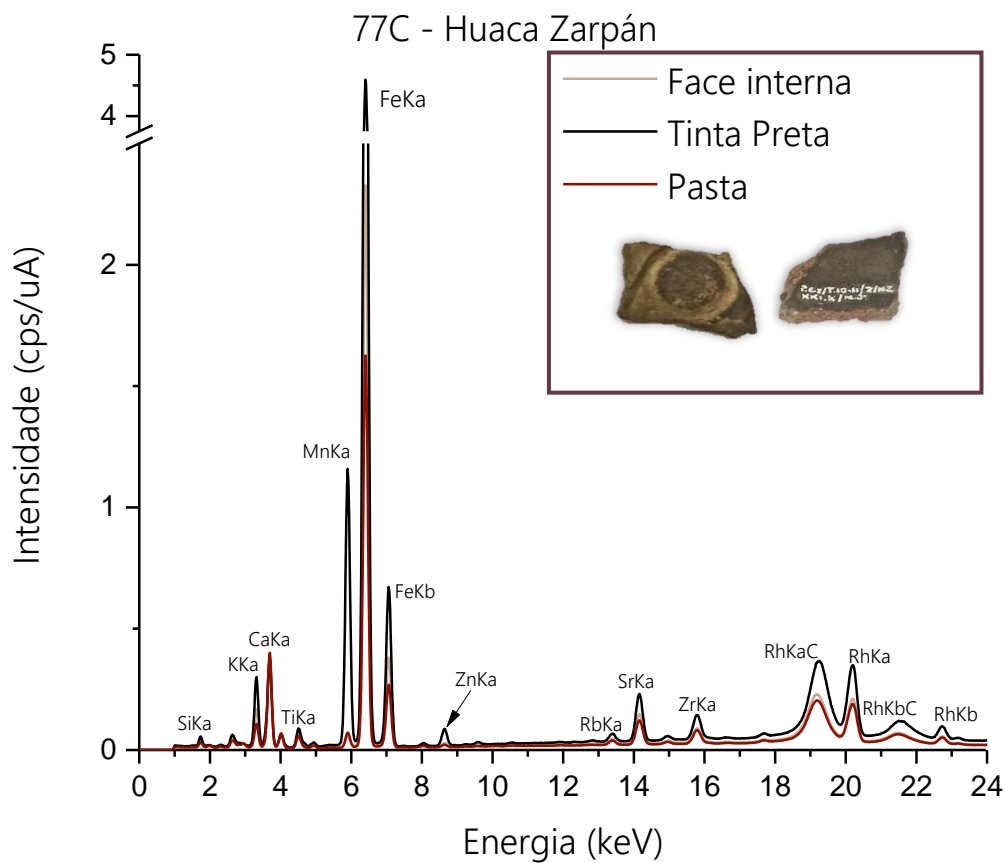 77C - Huaca Zarpán
Face interna
Tinta Preta
Pasta
FeKa
MnKa
FeKb
CaKa
KKa
SiKa
TiKa
ZnKa
RbKa
SrKa
ZrKa
RhKaC
RhKa
RhKbC
RhKb
5
4
2
1
0
0 2 4 6 8 10 12 14 16 18 20 22 24
Intensidade (cps/uA)
Energia (keV)